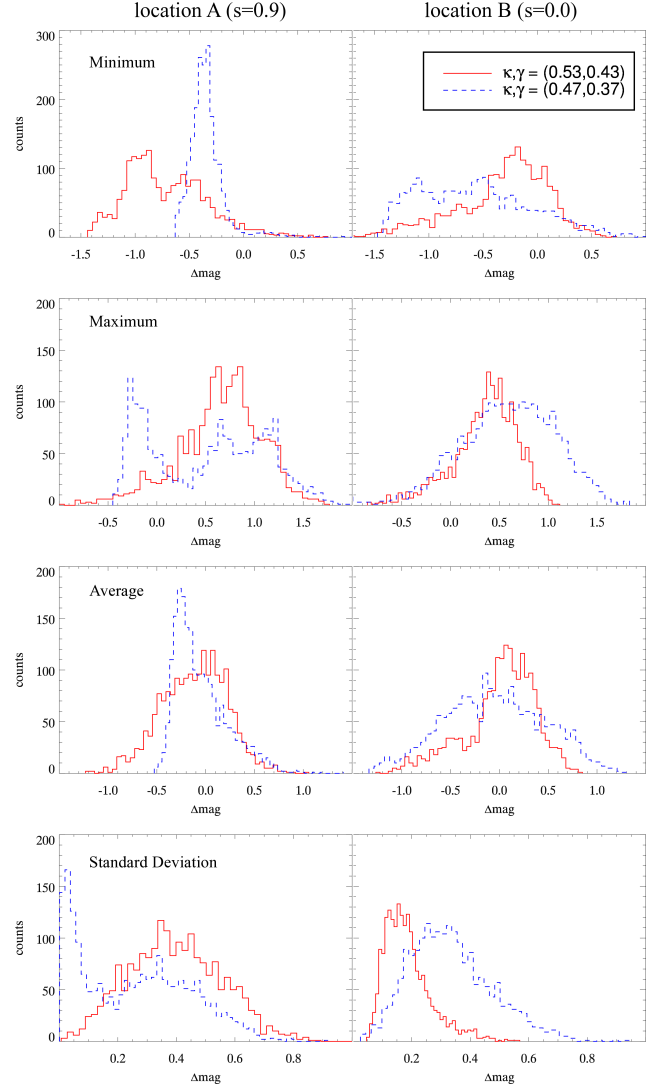 location A (s=0.9) location B (s=0.0)
300
200
100
0
counts
Minimum
κ,γ = (0.53,0.43)
κ,γ = (0.47,0.37)
-1.5 -1.0 -0.5 0.0 0.5 -1.5 -1.0 -0.5 0.0 0.5
Δmag Δmag
200
150
100
50
0
counts
Maximum
-0.5 0.0 0.5 1.0 1.5 -0.5 0.0 0.5 1.0 1.5
Δmag Δmag
200
150
100
50
0
counts
Average
-1.0 -0.5 0.0 0.5 1.0 -1.0 -0.5 0.0 0.5 1.0
Δmag Δmag
200
150
100
50
0
counts
Standard Deviation
0.2 0.4 0.6 0.8 0.2 0.4 0.6 0.8
Δmag Δmag